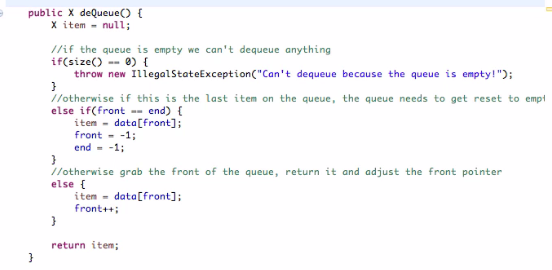 public X deQueue() {
X item = null;
//if the queue is empty we can't dequeue anything
if(size() == 0) {
throw new IllegalStateException("Can't dequeue because the queue is empty!");
}
//otherwise if this is the last item on the queue, the queue needs to get reset to
else if(front == end) {
item = data[front];
front = -1;
end = -1;
}
//otherwise grab the front of the queue, return it and adjust the front pointer
else {
item = data[front];
front++;
}
return item;
}